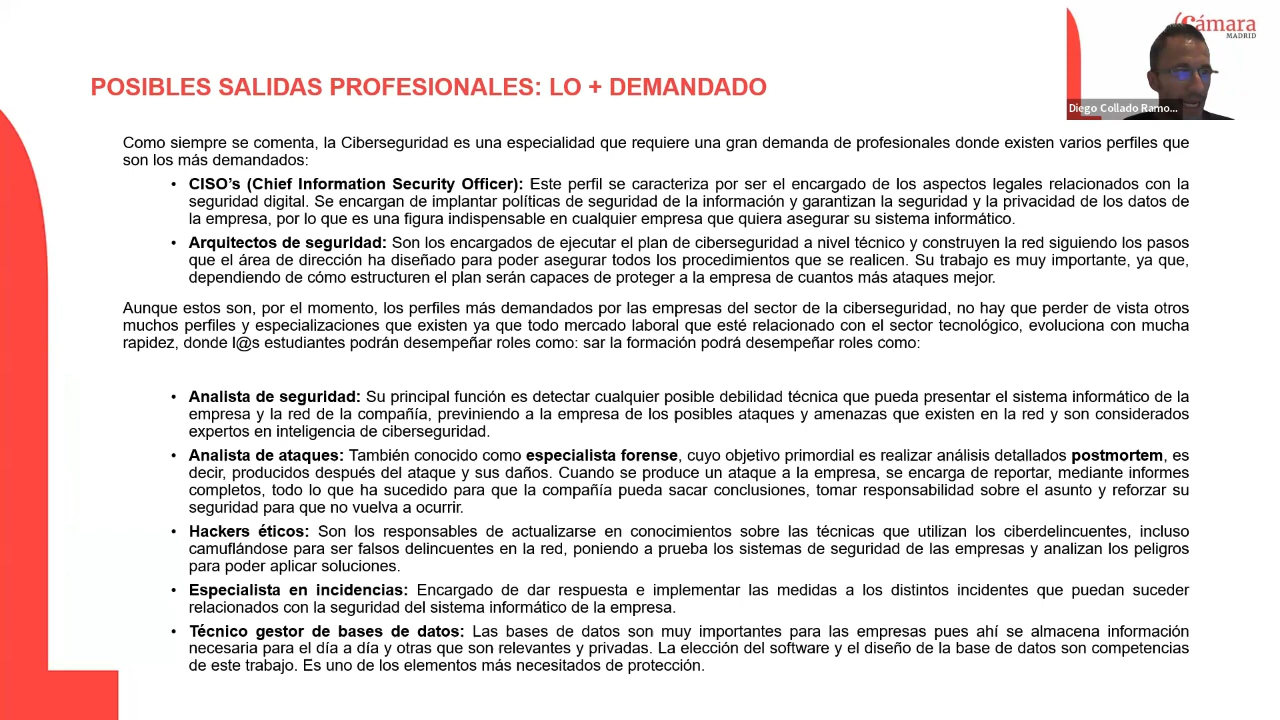 Cámara
MADRID
Diego Collado Ramo...
POSIBLES SALIDAS PROFESIONALES: LO + DEMANDADO
Como siempre se comenta, la Ciberseguridad es una especialidad que requiere una gran demanda de profesionales donde existen varios perfiles que
son los más demandados:
• CISO's (Chief Information Security Officer): Este perfil se caracteriza por ser el encargado de los aspectos legales relacionados con la
seguridad digital. Se encargan de implantar políticas de seguridad de la información y garantizan la seguridad y la privacidad de los datos de
la empresa, por lo que es una figura indispensable en cualquier empresa que quiera asegurar su sistema informático.
• Arquitectos de seguridad: Son los encargados de ejecutar el plan de ciberseguridad a nivel técnico y construyen la red siguiendo los pasos
que el área de dirección ha diseñado para poder asegurar todos los procedimientos que se realicen. Su trabajo es muy importante, ya que,
dependiendo de cómo estructuren el plan serán capaces de proteger a la empresa de cuantos más ataques mejor.
Aunque estos son, por el momento, los perfiles más demandados por las empresas del sector de la ciberseguridad, no hay que perder de vista otros
muchos perfiles y especializaciones que existen ya que todo mercado laboral que esté relacionado con el sector tecnológico, evoluciona con mucha
rapidez, donde l@s estudiantes podrán desempeñar roles como: sar la formación podrá desempeñar roles como:
• Analista de seguridad: Su principal función es detectar cualquier posible debilidad técnica que pueda presentar el sistema informático de la
empresa y la red de la compañía, previniendo a la empresa de los posibles ataques y amenazas que existen en la red y son considerados
expertos en inteligencia de ciberseguridad.
• Analista de ataques: También conocido como especialista forense, cuyo objetivo primordial es realizar análisis detallados postmortem, es
decir, producidos después del ataque y sus daños. Cuando se produce un ataque a la empresa, se encarga de reportar, mediante informes
completos, todo lo que ha sucedido para que la compañía pueda sacar conclusiones, tomar responsabilidad sobre el asunto y reforzar su
seguridad para que no vuelva a ocurrir.
• Hackers éticos: Son los responsables de actualizarse en conocimientos sobre las técnicas que utilizan los ciberdelincuentes, incluso
camuflándose para ser falsos delincuentes en la red, poniendo a prueba los sistemas de seguridad de las empresas y analizan los peligros
para poder aplicar soluciones.
• Especialista en incidencias: Encargado de dar respuesta e implementar las medidas a los distintos incidentes que puedan suceder
relacionados con la seguridad del sistema informático de la empresa.
• Técnico gestor de bases de datos: Las bases de datos son muy importantes para las empresas pues ahí se almacena información
necesaria para el día a día y otras que son relevantes y privadas. La elección del software y el diseño de la base de datos son competencias
de este trabajo. Es uno de los elementos más necesitados de protección.